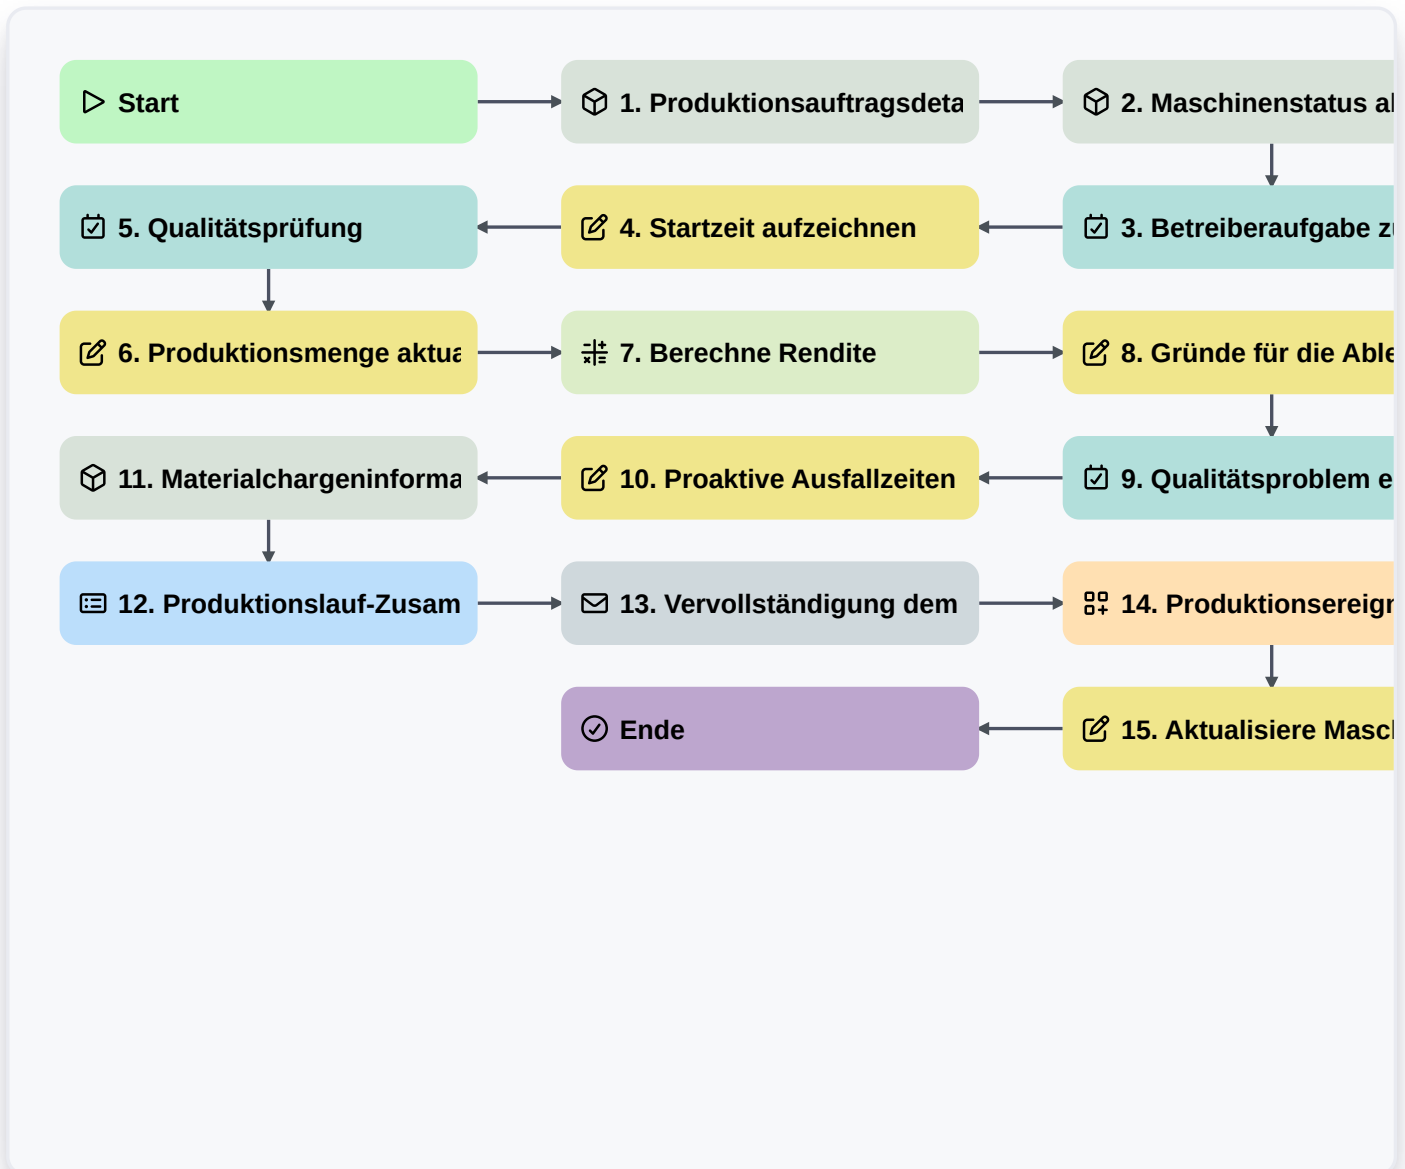 Start
1. Produktionsauftragsdeta
2. Maschinenstatus al
5. Qualitätsprüfung
4. Startzeit aufzeichnen
3. Betreiberaufgabe zu
6. Produktionsmenge aktua
7. Berechne Rendite
8. Gründe für die Able
11. Materialchargeninforma
10. Proaktive Ausfallzeiten
9. Qualitätsproblem e
12. Produktionslauf-Zusam
13. Vervollständigung dem
14. Produktionsereign
Ende
15. Aktualisiere Masch